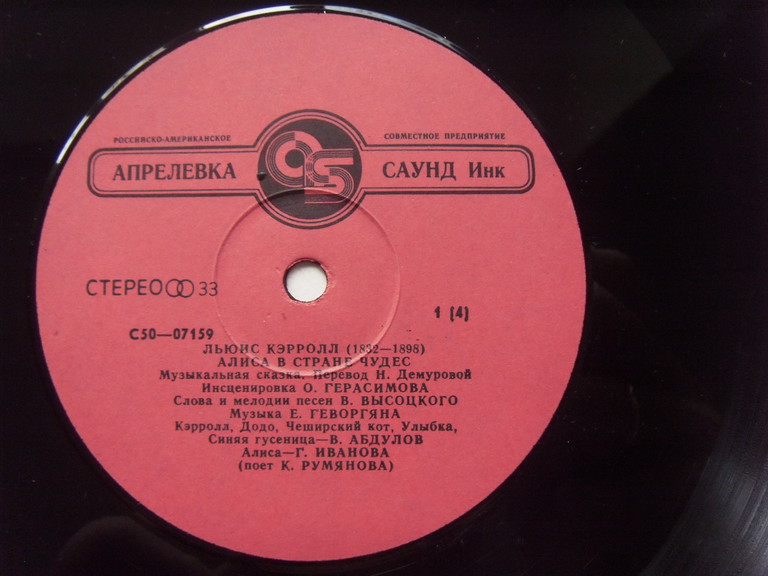 РОССИЙСКО-АМЕРИКАНСКОЕ СОВМЕСТНОЕ ПРЕДПРИЯТИЕ
АПРЕЛЕВКА САУНД Инк
СТЕРЕО 33
1 (4)
С50—07159
ЛЬЮИС КЭРРОЛЛ (1832—1898)
АЛИСА В СТРАНЕ ЧУДЕС
Музыкальная сказка. Перевод Н. Демуровой
Инсценировка О. ГЕРАСИМОВА
Слова и мелодии песен В. ВЫСОЦКОГО
Музыка Е. ГЕВОРГЯНА
Кэрролл, Додо, Чеширский кот, Улыбка,
Синяя гусеница—В. АБДУЛОВ
Алиса—Г. ИВАНОВА
(поет К. РУМЯНОВА)